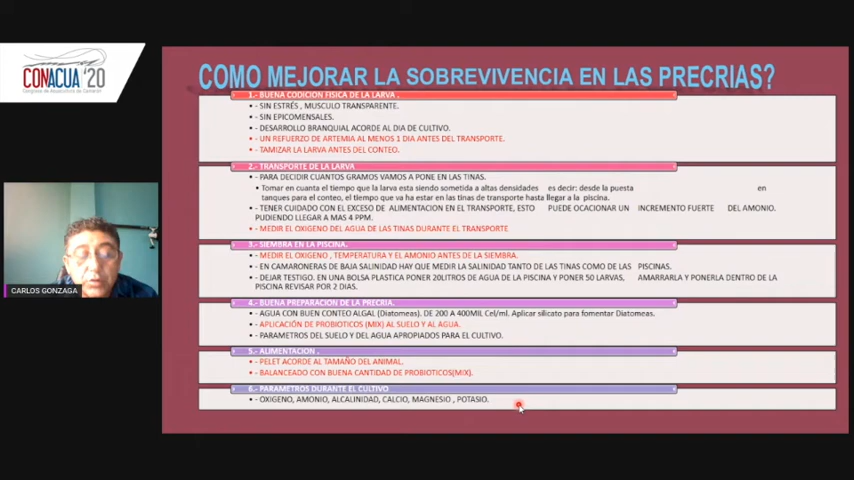 CONACUA '20
Congreso de Acuacultura de Camarón
COMO MEJORAR LA SOBREVIVENCIA EN LAS PRECRIAS?
1.- BUENA CODICION FISICA DE LA LARVA .
• - SIN ESTRÉS , MUSCULO TRANSPARENTE.
• - SIN EPICOMENSALES.
• - DESARROLLO BRANQUIAL ACORDE AL DIA DE CULTIVO.
• - UN REFUERZO DE ARTEMIA AL MENOS 1 DIA ANTES DEL TRANSPORTE.
• - TAMIZAR LA LARVA ANTES DEL CONTEO.
2.- TRANSPORTE DE LA LARVA
• - PARA DECIDIR CUANTOS GRAMOS VAMOS A PONE EN LAS TINAS.
• Tomar en cuanta el tiempo que la larva esta siendo sometida a altas densidades es decir: desde la puesta en
tanques para el conteo, el tiempo que va ha estar en las tinas de transporte hasta llegar a la piscina.
• - TENER CUIDADO CON EL EXCESO DE ALIMENTACION EN EL TRANSPORTE, ESTO PUEDE OCACIONAR UN INCREMENTO FUERTE DEL AMONIO.
PUDIENDO LLEGAR A MAS 4 PPM.
• - MEDIR EL OXIGENO DEL AGUA DE LAS TINAS DURANTE EL TRANSPORTE
3.- SIEMBRA EN LA PISCINA.
• - MEDIR EL OXIGENO , TEMPERATURA Y EL AMONIO ANTES DE LA SIEMBRA.
• - EN CAMARONERAS DE BAJA SALINIDAD HAY QUE MEDIR LA SALINIDAD TANTO DE LAS TINAS COMO DE LAS PISCINAS.
• - DEJAR TESTIGO. EN UNA BOLSA PLASTICA PONER 20LITROS DE AGUA DE LA PISCINA Y PONER 50 LARVAS, AMARRARLA Y PONERLA DENTRO DE LA
PISCINA REVISAR POR 2 DIAS.
4.- BUENA PREPARACION DE LA PRECRIA.
• - AGUA CON BUEN CONTEO ALGAL (Diatomeas). DE 200 A 400MIL Cel/ml. Aplicar silicato para fomentar Diatomeas.
• - APLICACIÓN DE PROBIOTICOS (MIX) AL SUELO Y AL AGUA.
• - PARAMETROS DEL SUELO Y DEL AGUA APROPIADOS PARA EL CULTIVO.
5.- ALIMENTACION .
• - PELET ACORDE AL TAMAÑO DEL ANIMAL.
• - BALANCEADO CON BUENA CANTIDAD DE PROBIOTICOS(MIX).
6.- PARAMETROS DURANTE EL CULTIVO
• - OXIGENO, AMONIO, ALCALINIDAD, CALCIO, MAGNESIO , POTASIO.
CARLOS GONZAGA